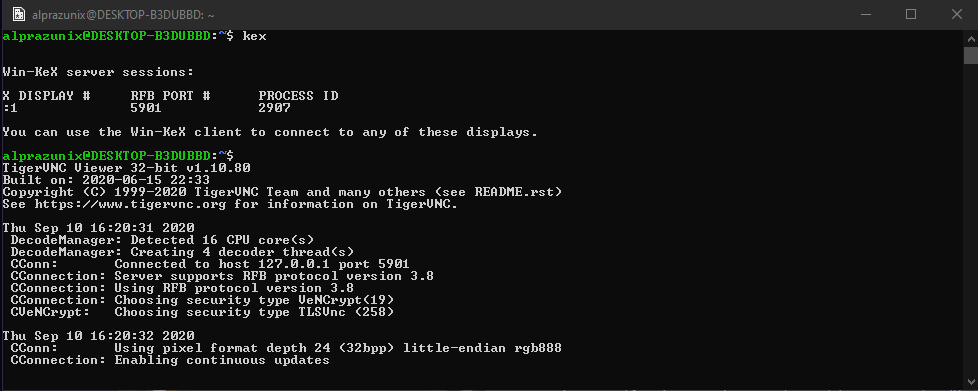 alprazunix@DESKTOP-B3DUBBD: ~
alprazunix@DESKTOP-B3DUBBD:~$ kex
Win-KeX server sessions:
X DISPLAY #     RFB PORT #      PROCESS ID
:1              5901            2907
You can use the Win-KeX client to connect to any of these displays.
alprazunix@DESKTOP-B3DUBBD:~$
TigerVNC Viewer 32-bit v1.10.80
Built on: 2020-06-15 22:33
Copyright (C) 1999-2020 TigerVNC Team and many others (see README.rst)
See https://www.tigervnc.org for information on TigerVNC.
Thu Sep 10 16:20:31 2020
 DecodeManager: Detected 16 CPU core(s)
 DecodeManager: Creating 4 decoder thread(s)
 CConn:       Connected to host 127.0.0.1 port 5901
 CConnection: Server supports RFB protocol version 3.8
 CConnection: Using RFB protocol version 3.8
 CConnection: Choosing security type VeNCrypt(19)
 CVeNCrypt:   Choosing security type TLSVnc (258)
Thu Sep 10 16:20:32 2020
 CConn:       Using pixel format depth 24 (32bpp) little-endian rgb888
 CConnection: Enabling continuous updates